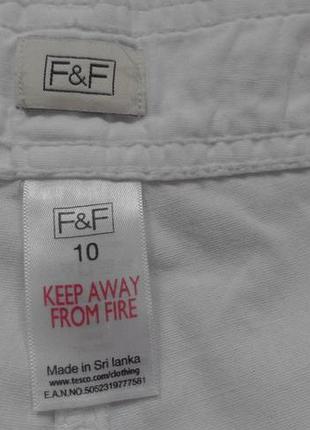 F&F
F&F
10
KEEP AWAY
FROM FIRE
Made in Sri lanka
www.tesco.com/clothing
E.A.N.NO.5052319777581